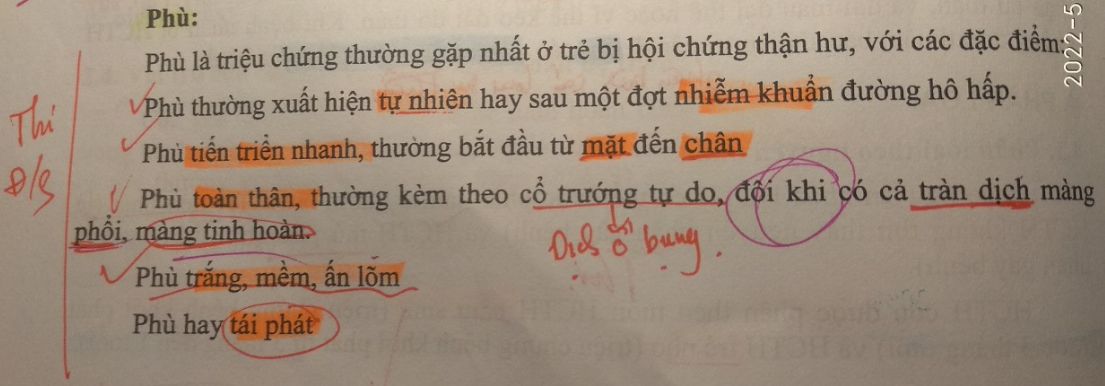 Phù:
Phù là triệu chứng thường gặp nhất ở trẻ bị hội chứng thận hư, với các đặc điểm:
Phù thường xuất hiện tự nhiên hay sau một đợt nhiễm khuẩn đường hô hấp.
Thi
Phù tiến triển nhanh, thường bắt đầu từ mặt đến chân
Đ/S
Phù toàn thân, thường kèm theo cổ trướng tự do, đội khi có cả tràn dịch màng
phổi, màng tinh hoàn.
Dịch ổ bụng.
Phù trắng, mềm, ấn lõm
Phù hay tái phát
2022-5